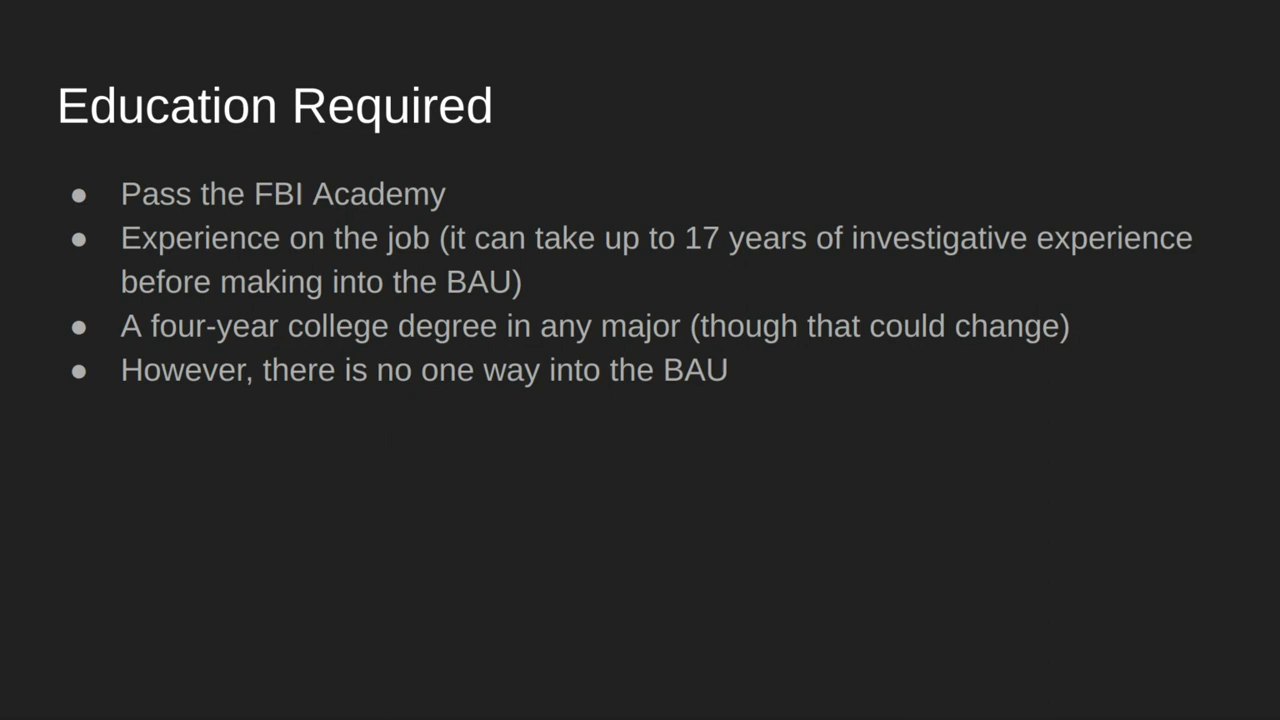 Education Required
● Pass the FBI Academy
● Experience on the job (it can take up to 17 years of investigative experience
before making into the BAU)
● A four-year college degree in any major (though that could change)
● However, there is no one way into the BAU